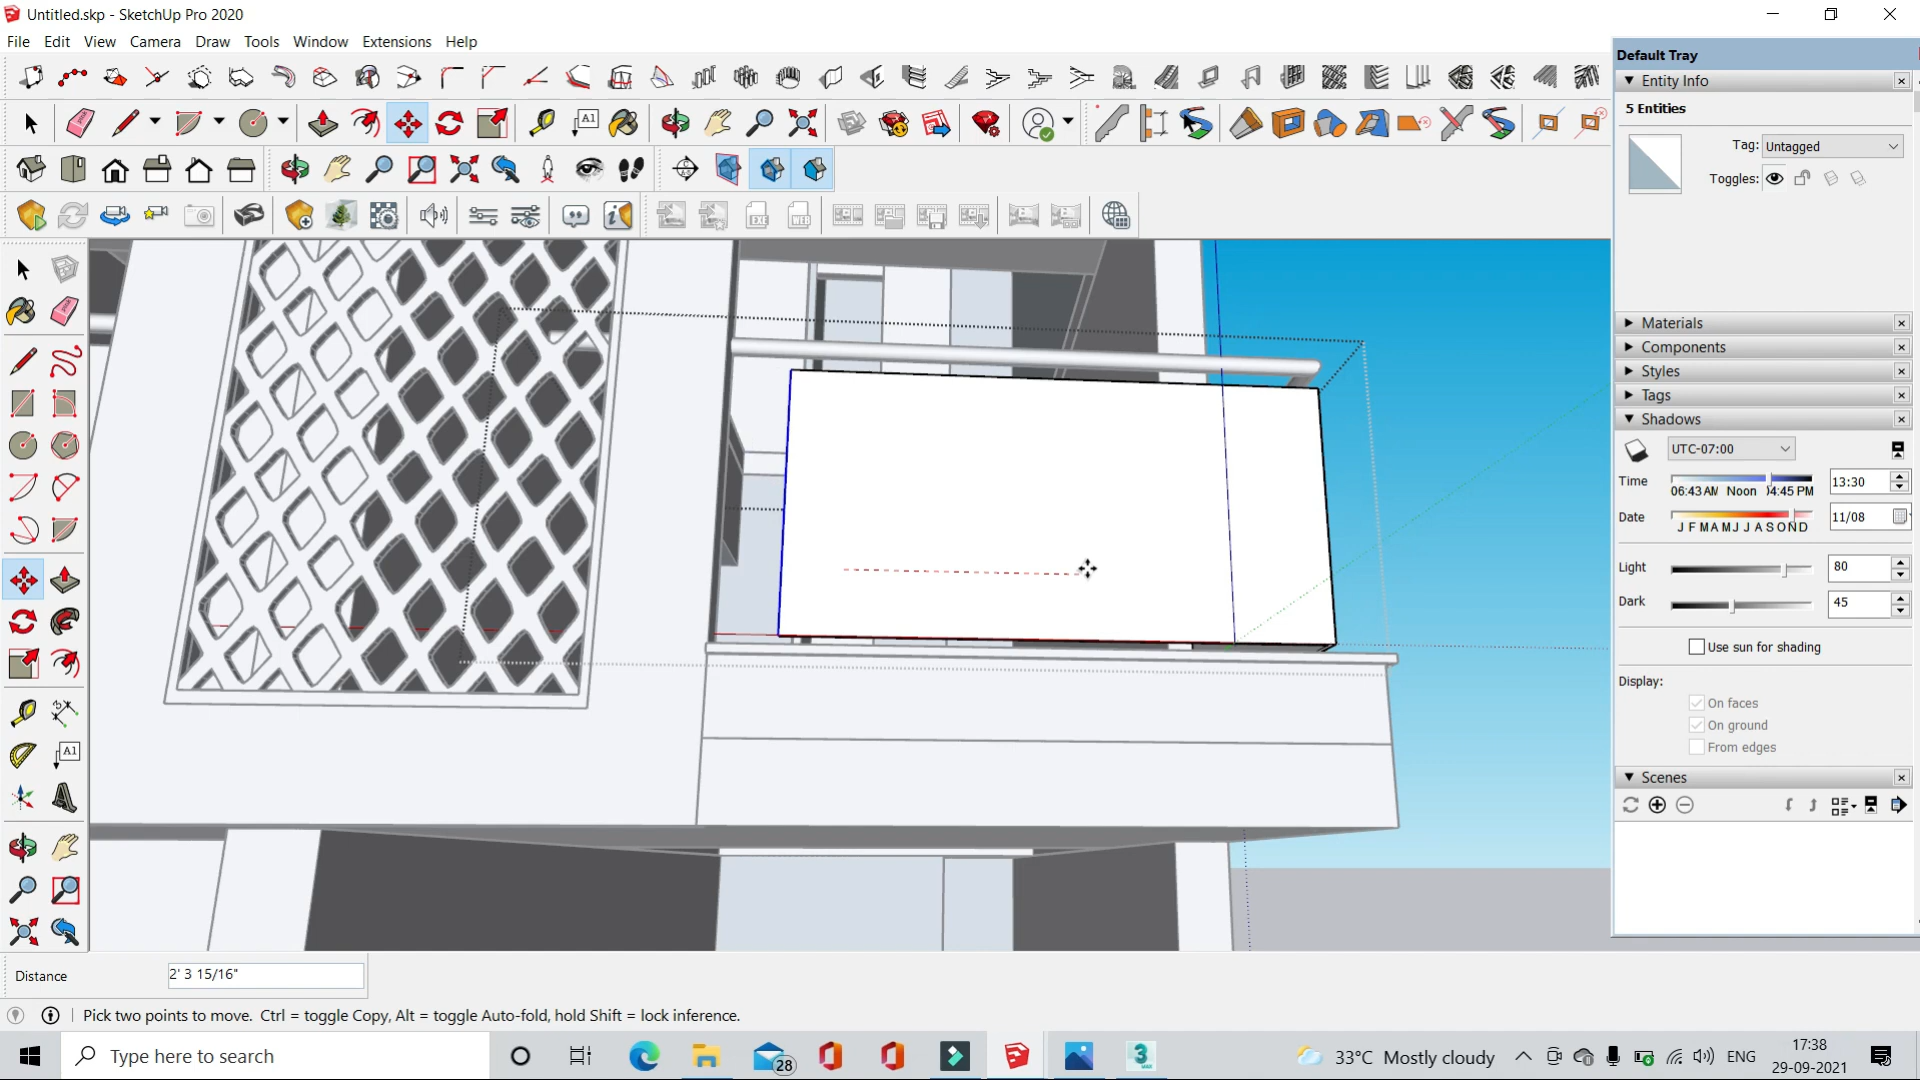 Untitled.skp - SketchUp Pro 2020
File Edit View Camera Draw Tools Window Extensions Help
Default Tray
Entity Info
5 Entities
Tag: Untagged
Toggles:
Materials
Components
Styles
Tags
Shadows
UTC-07:00
Time 06:43 AM Noon 04:45 PM 13:30
Date J F M A M J J A S O N D 11/08
Light 80
Dark 45
Use sun for shading
Display:
On faces
On ground
From edges
Scenes
Distance 2' 3 15/16"
Pick two points to move. Ctrl = toggle Copy, Alt = toggle Auto-fold, hold Shift = lock inference.
Type here to search
28
3
33°C Mostly cloudy
ENG
17:38
29-09-2021